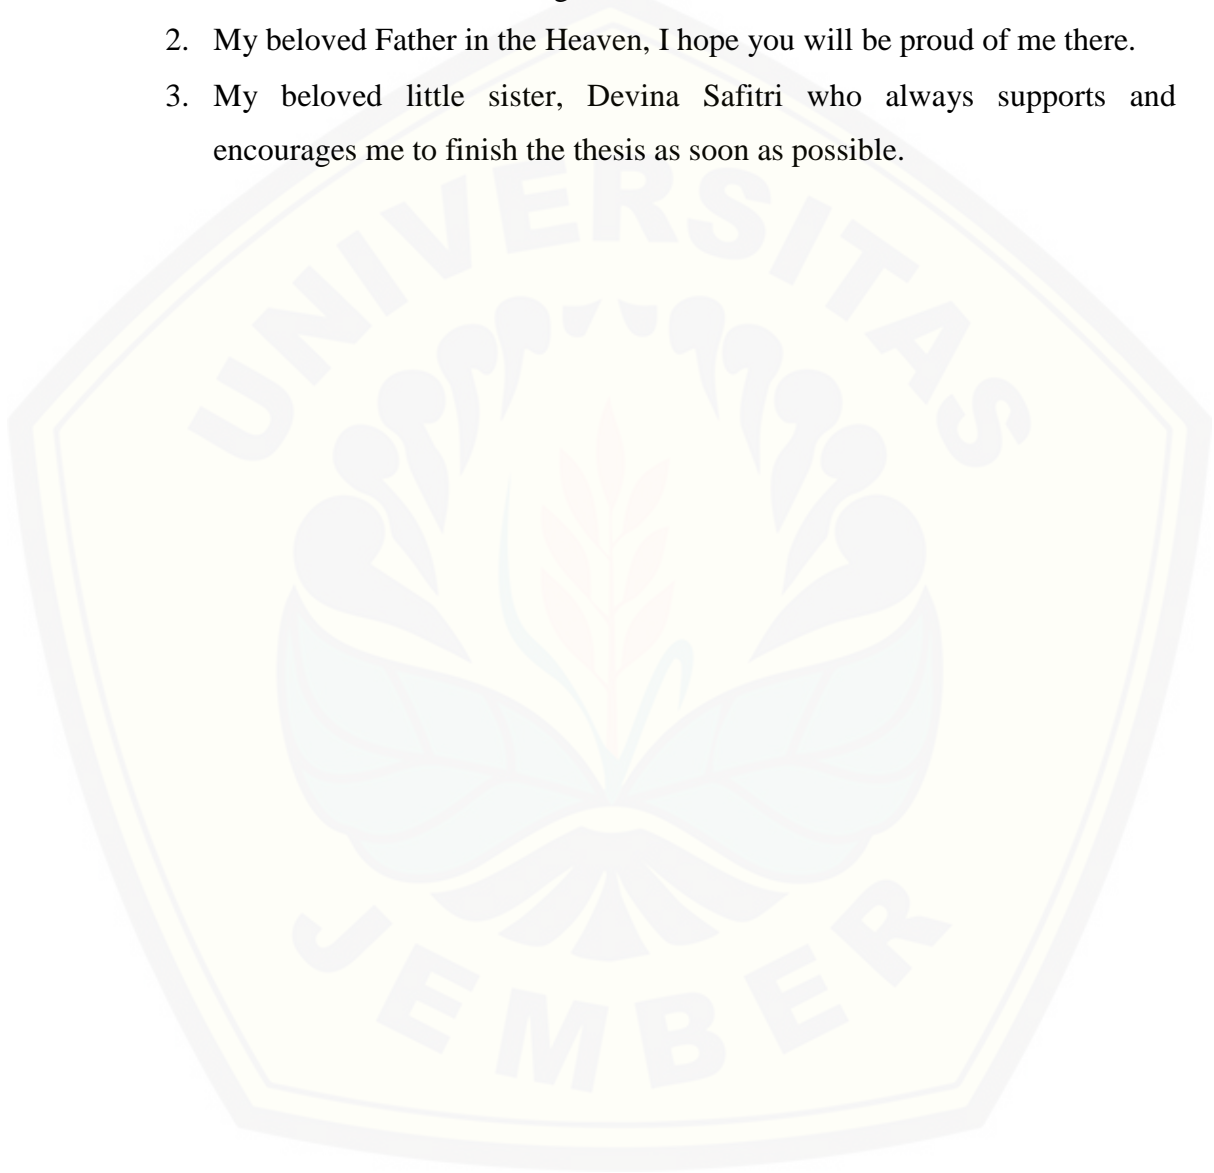 2. My beloved Father in the Heaven, I hope you will be proud of me there.
3. My beloved little sister, Devina Safitri who always supports and
encourages me to finish the thesis as soon as possible.
UNIVERSITAS
JEMBER